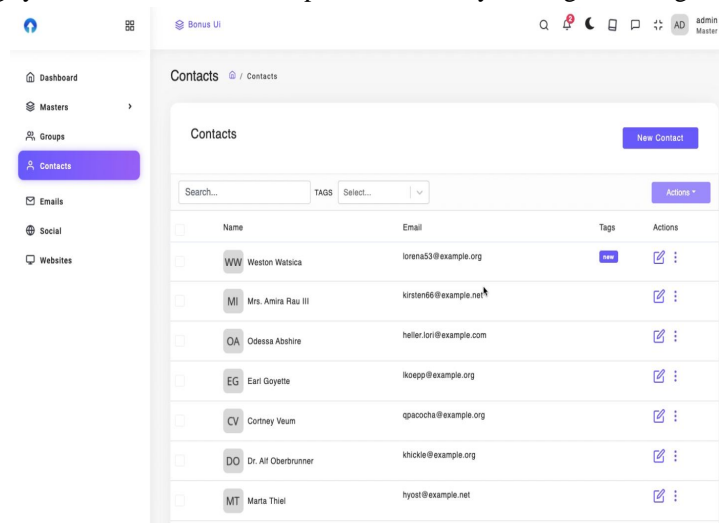 Bonus Ui
2
AD
admin
Master
Dashboard
Masters
Groups
Contacts
Emails
Social
Websites
Contacts / Contacts
Contacts
New Contact
Search... TAGS Select... Actions
Name Email Tags Actions
WW Weston Watsica lorena53@example.org new
MI Mrs. Amira Rau III kirsten66@example.net
OA Odessa Abshire heller.lori@example.com
EG Earl Goyette lkoepp@example.org
CV Cortney Veum qpacocha@example.org
DO Dr. Alf Oberbrunner khickle@example.org
MT Marta Thiel hyost@example.net